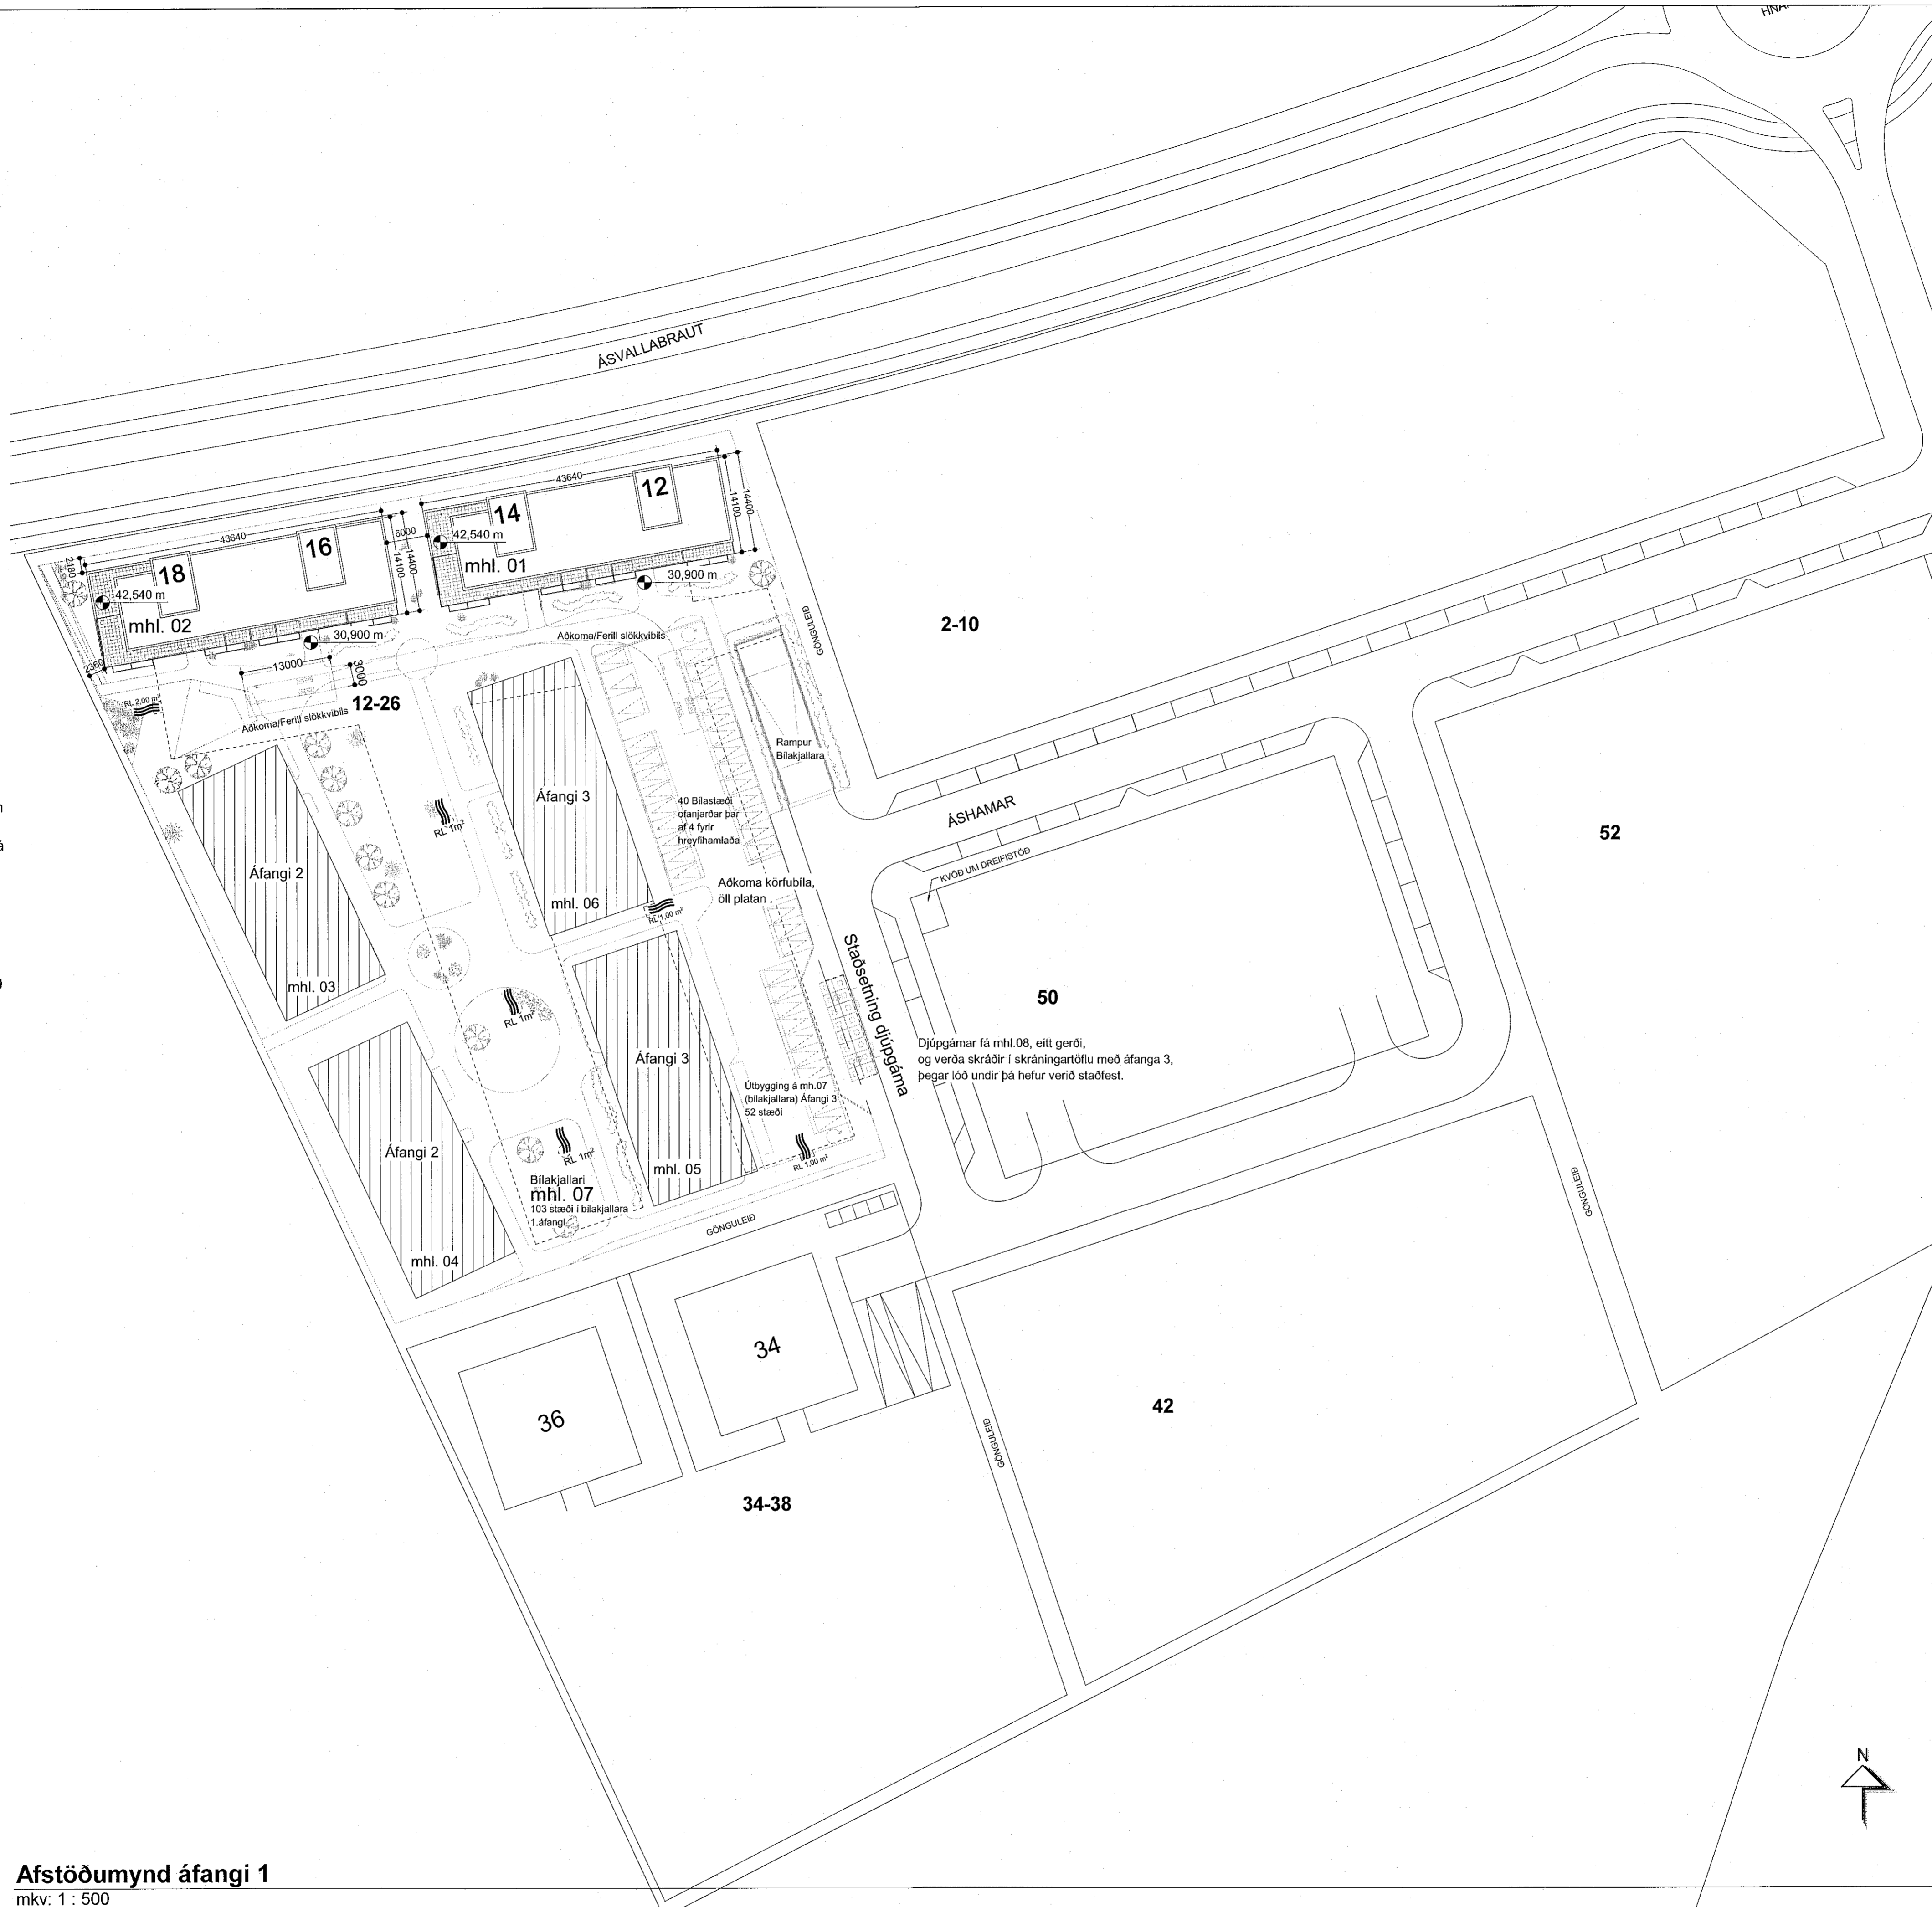 ÁSVALLABRAUT
43640
12
14
14100
14400
42,540 m
mhl. 01
30,900 m
6000
43640
16
18
14100
14400
2180
42,540 m
mhl. 02
30,900 m
2360
13000
3000
RL 2,00 m²
Aðkoma/Ferill slökkvibíls
12-26
Aðkoma/Ferill slökkvibíls
GÖNGULEIÐ
2-10
Rampur
Bílakjallara
Áfangi 3
mhl. 06
RL 1m²
40 Bílastæði
ofanjarðar þar
af 4 fyrir
hreyfihamlaða
ÁSHAMAR
KVÖÐ UM DREIFISTÖÐ
52
Áfangi 2
mhl. 03
Aðkoma körfubíla,
öll platan .
RL 1,00 m²
Staðsetning djúpgáma
50
Djúpgámar fá mhl.08, eitt gerði,
og verða skráðir í skráningartöflu með áfanga 3,
þegar lóð undir þá hefur verið staðfest.
RL 1m²
Áfangi 3
mhl. 05
Útbygging á mh.07
(bílakjallara) Áfangi 3
52 stæði
RL 1,00 m²
Áfangi 2
mhl. 04
RL 1m²
Bílakjallari
mhl. 07
103 stæði í bílakjallara
1.áfangi
GÖNGULEIÐ
GÖNGULEIÐ
34
36
42
GÖNGULEIÐ
34-38
N
Afstöðumynd áfangi 1
mkv: 1 : 500